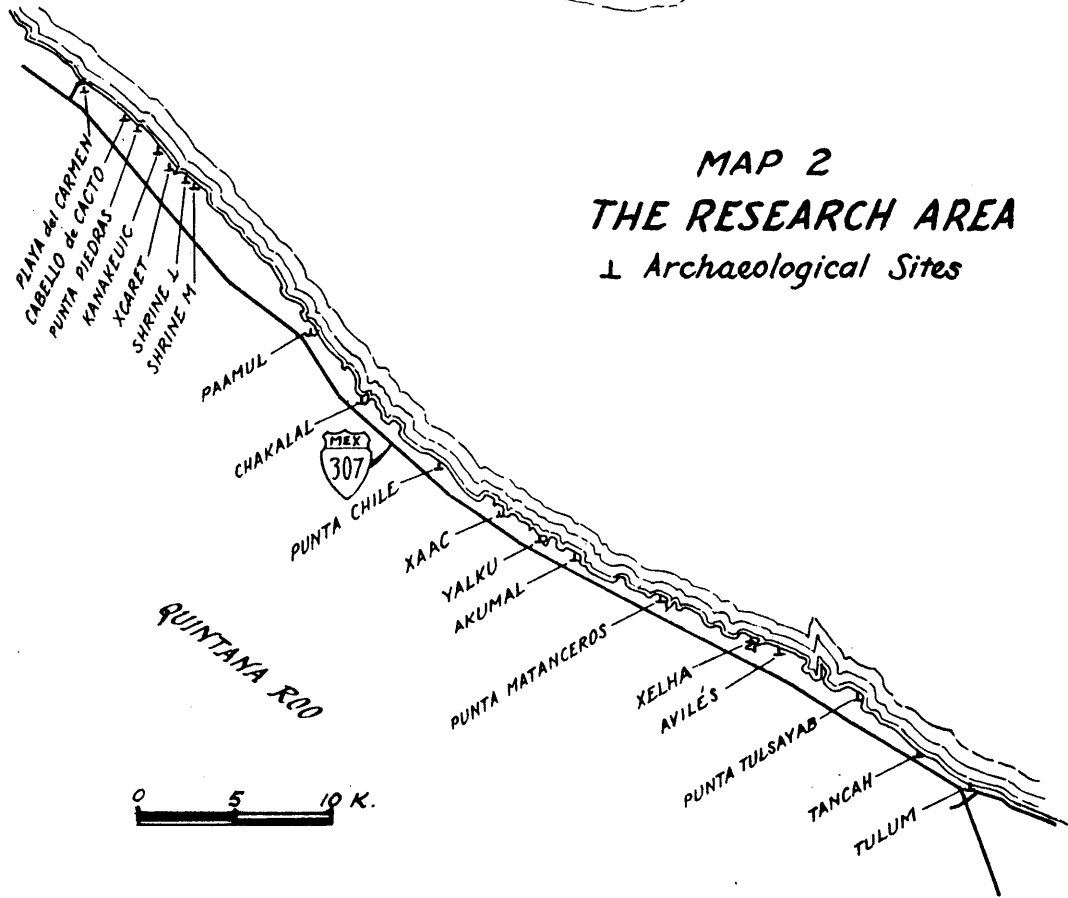 MAP 2
THE RESEARCH AREA
⊥ Archaeological Sites
PLAYA del CARMEN
CABELLO de CACTO
PUNTA PIEDRAS
KANAKEUIC
XCARET
SHRINE L
SHRINE M
PAAMUL
CHAKALAL
MEX
307
PUNTA CHILE
XAAC
YALKU
AKUMAL
PUNTA MATANCEROS
XELHA
AVILÉS
PUNTA TULSAYAB
TANCAH
TULUM
QUINTANA ROO
0 5 10 K.